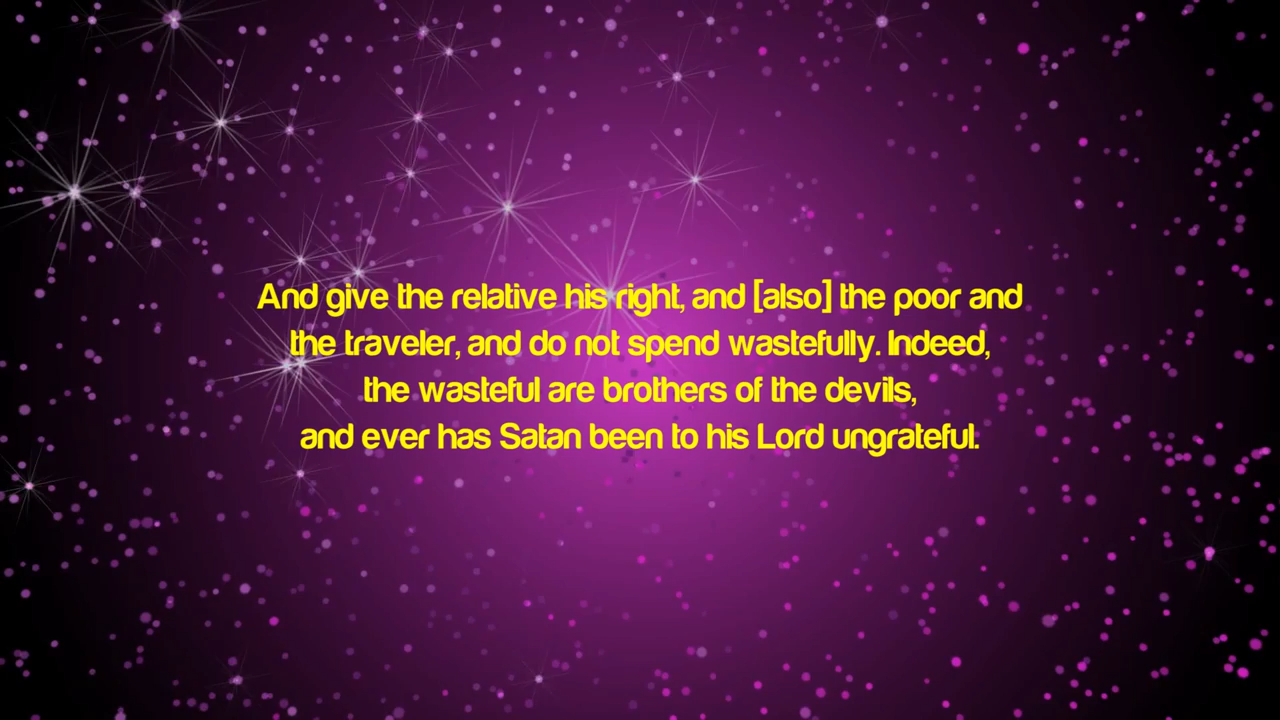 And give the relative his right, and [also] the poor and
the traveler, and do not spend wastefully. Indeed,
the wasteful are brothers of the devils,
and ever has Satan been to his Lord ungrateful.